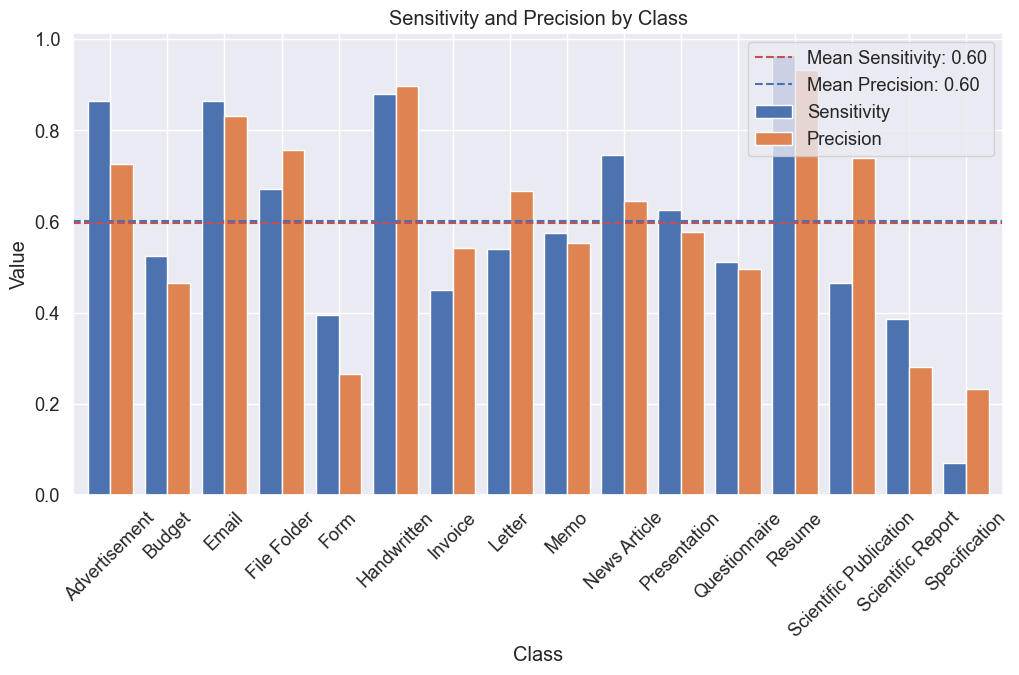 Sensitivity and Precision by Class
1.0
0.8
0.6
0.4
0.2
0.0
Value
Mean Sensitivity: 0.60
Mean Precision: 0.60
Sensitivity
Precision
Advertisement
Budget
Email
File Folder
Form
Handwritten
Invoice
Letter
Memo
News Article
Presentation
Questionnaire
Resume
Scientific Publication
Scientific Report
Specification
Class